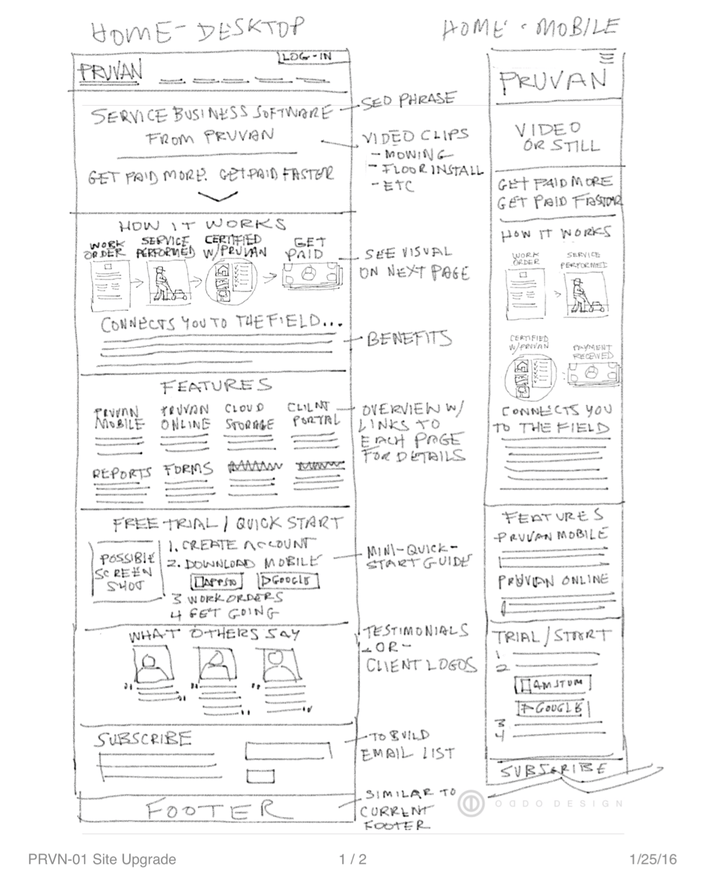 HOME- DESKTOP
HOME - MOBILE
LOG-IN
PRUVAN
SERVICE BUSINESS SOFTWARE
FROM PRUVAN
GET PAID MORE. GET PAID FASTER
SEO PHRASE
VIDEO CLIPS
- MOWING
- FLOOR INSTALL
- ETC
HOW IT WORKS
WORK ORDER
SERVICE PERFORMED
CERTIFIED W/PRUVAN
GET PAID
SEE VISUAL
ON NEXT PAGE
CONNECTS YOU TO THE FIELD...
BENEFITS
FEATURES
PRUVAN MOBILE
PRUVAN ONLINE
CLOUD STORAGE
CLIENT PORTAL
REPORTS
FORMS
OVERVIEW W/
LINKS TO
EACH PAGE
FOR DETAILS
FREE TRIAL / QUICK START
POSSIBLE
SCREEN
SHOT
1. CREATE ACCOUNT
2. DOWNLOAD MOBILE
GOOGLE
3 WORK ORDERS
4 GET GOING
MINI-QUICK-
START GUIDE
WHAT OTHERS SAY
TESTIMONIALS
- OR -
CLIENT LOGOS
SUBSCRIBE
TO BUILD
EMAIL LIST
FOOTER
SIMILAR TO
CURRENT
FOOTER
PRUVAN
VIDEO
OR STILL
GET PAID MORE
GET PAID FASTER
HOW IT WORKS
WORK ORDER
SERVICE PERFORMED
CERTIFIED W/PRUVAN
PAYMENT RECEIVED
CONNECTS YOU
TO THE FIELD
FEATURES
-PRUVAN MOBILE
PRUVAN ONLINE
TRIAL/START
1
2
GOOGLE
3
4
SUBSCRIBE
OODO DESIGN
PRVN-01 Site Upgrade
1 / 2
1/25/16